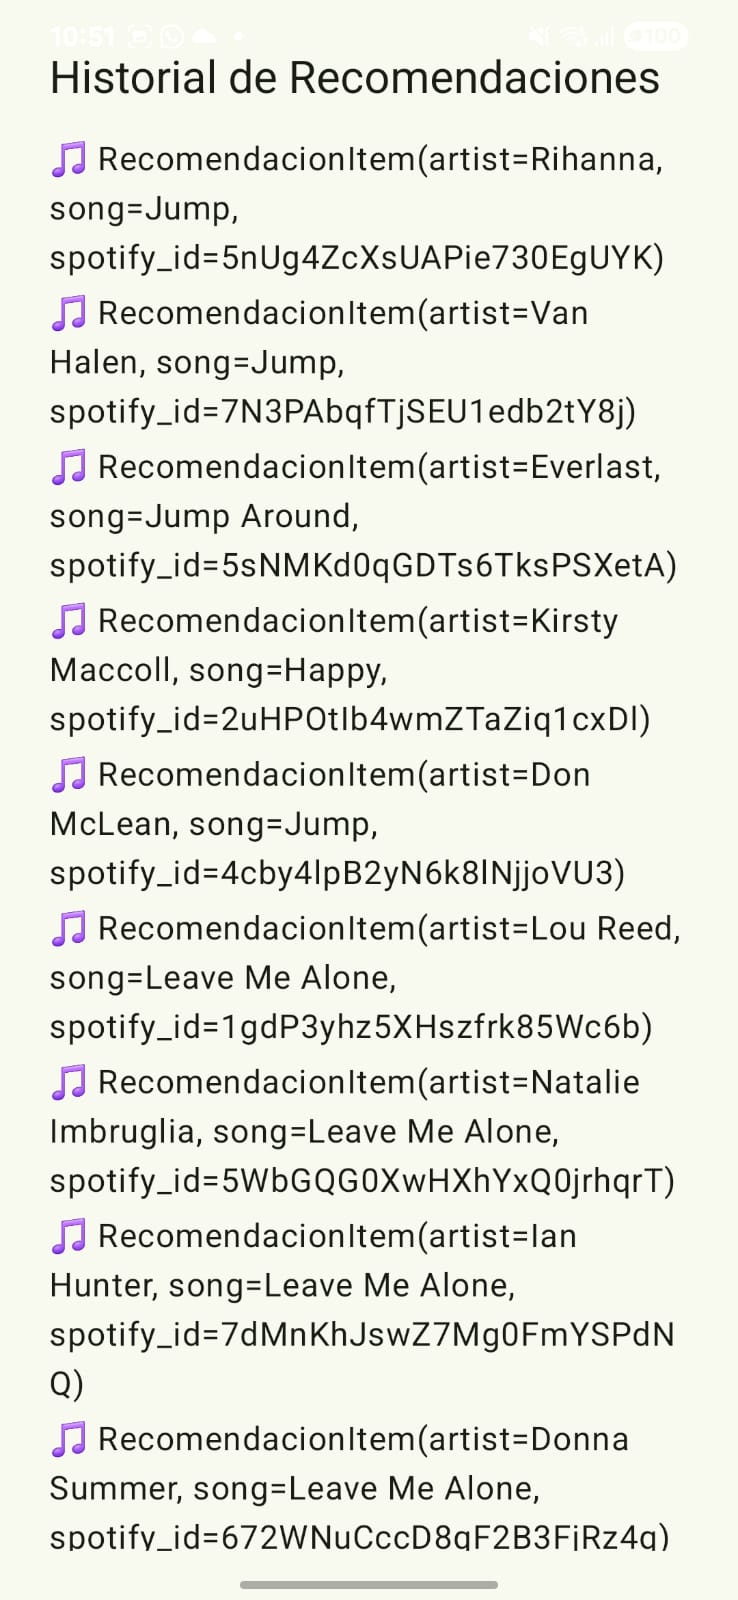 10:51
100
Historial de Recomendaciones
🎵 RecomendacionItem(artist=Rihanna,
song=Jump,
spotify_id=5nUg4ZcXsUAPie730EgUYK)
🎵 RecomendacionItem(artist=Van
Halen, song=Jump,
spotify_id=7N3PAbqfTjSEU1edb2tY8j)
🎵 RecomendacionItem(artist=Everlast,
song=Jump Around,
spotify_id=5sNMKd0qGDTs6TksPSXetA)
🎵 RecomendacionItem(artist=Kirsty
Maccoll, song=Happy,
spotify_id=2uHPOtIb4wmZTaZiq1cxDl)
🎵 RecomendacionItem(artist=Don
McLean, song=Jump,
spotify_id=4cby4lpB2yN6k8lNjjoVU3)
🎵 RecomendacionItem(artist=Lou Reed,
song=Leave Me Alone,
spotify_id=1gdP3yhz5XHszfrk85Wc6b)
🎵 RecomendacionItem(artist=Natalie
Imbruglia, song=Leave Me Alone,
spotify_id=5WbGQG0XwHXhYxQ0jrhqrT)
🎵 RecomendacionItem(artist=Ian
Hunter, song=Leave Me Alone,
spotify_id=7dMnKhJswZ7Mg0FmYSPdN
Q)
🎵 RecomendacionItem(artist=Donna
Summer, song=Leave Me Alone,
spotify_id=672WNuCccD8qF2B3FjRz4q)